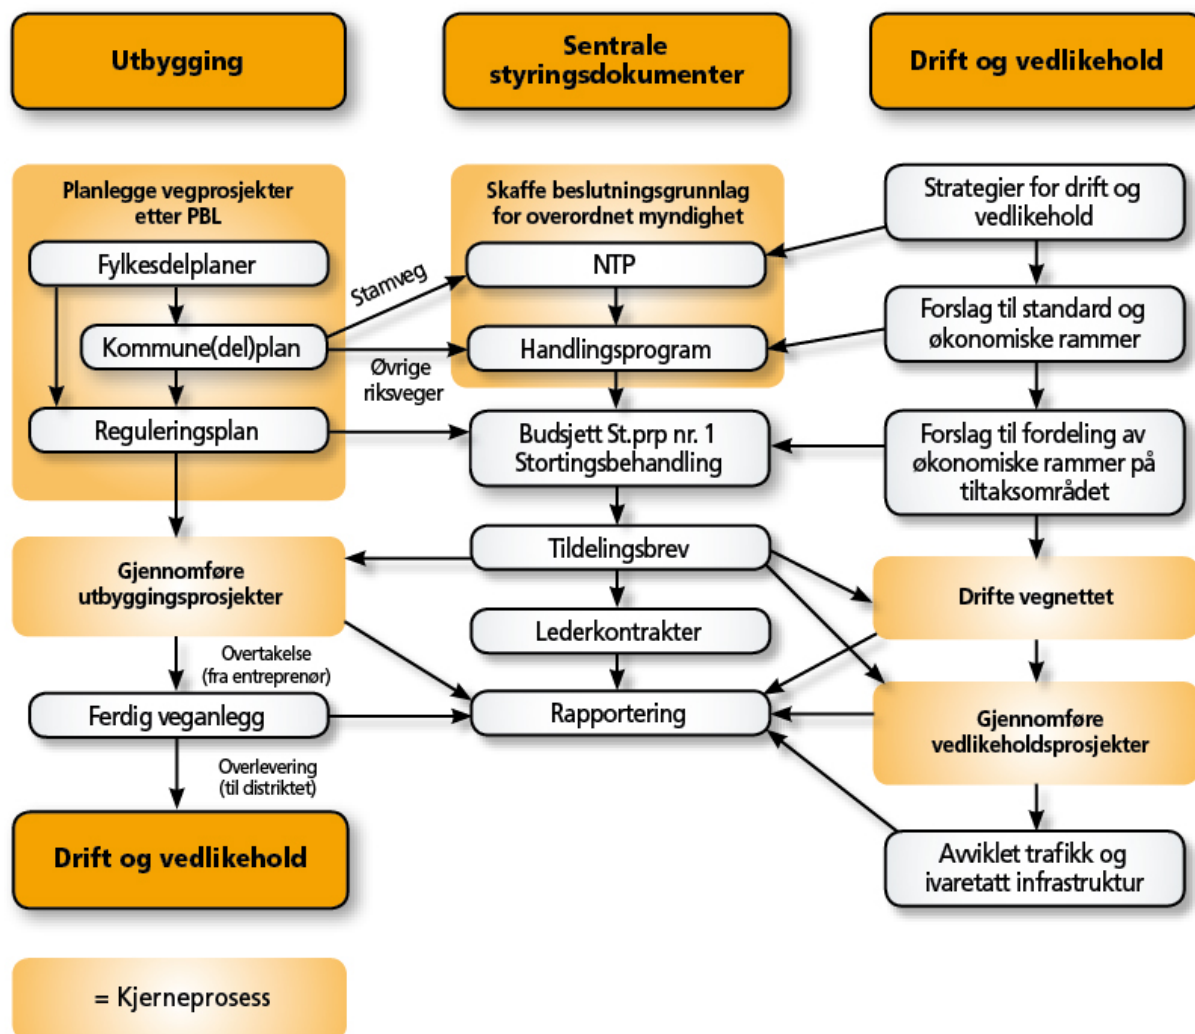 Utbygging
Sentrale
styringsdokumenter
Drift og vedlikehold
Planlegge vegprosjekter
etter PBL
Fylkesdelplaner
Kommune(del)plan
Reguleringsplan
Stamveg
Øvrige
riksveger
Skaffe beslutningsgrunnlag
for overordnet myndighet
NTP
Handlingsprogram
Strategier for drift og
vedlikehold
Forslag til standard og
økonomiske rammer
Budsjett St.prp nr. 1
Stortingsbehandling
Forslag til fordeling av
økonomiske rammer på
tiltaksområdet
Gjennomføre
utbyggingsprosjekter
Tildelingsbrev
Drifte vegnettet
Lederkontrakter
Overtakelse
(fra entreprenør)
Ferdig veganlegg
Rapportering
Gjennomføre
vedlikeholdsprosjekter
Overlevering
(til distriktet)
Drift og vedlikehold
Avviklet trafikk og
ivaretatt infrastruktur
= Kjerneprosess